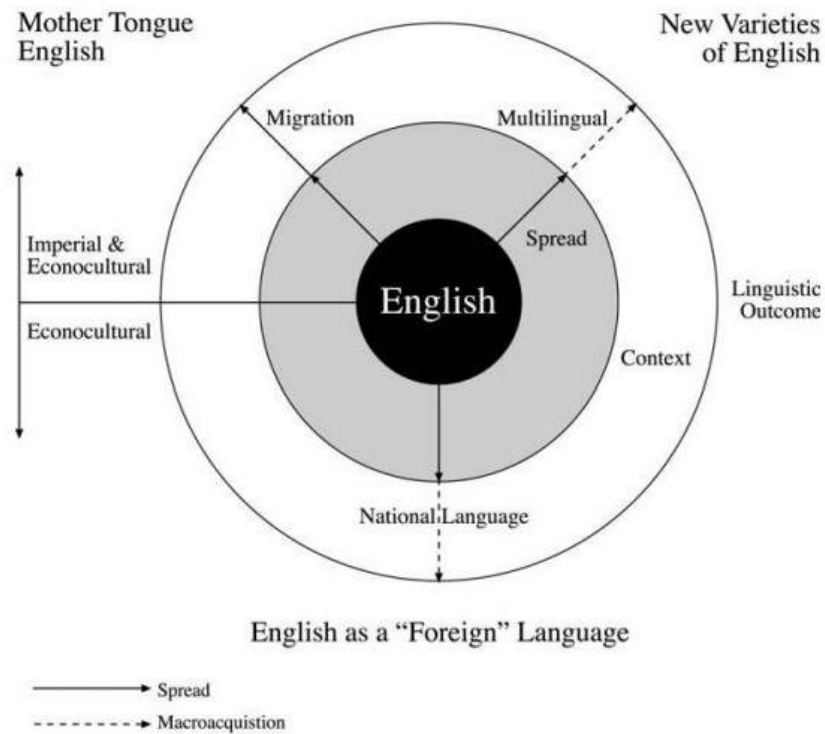 Mother Tongue
English
New Varieties
of English
Migration
Multilingual
Imperial &
Econocultural
Spread
English
Linguistic
Outcome
Econocultural
Context
National Language
English as a “Foreign” Language
Spread
Macroacquistion